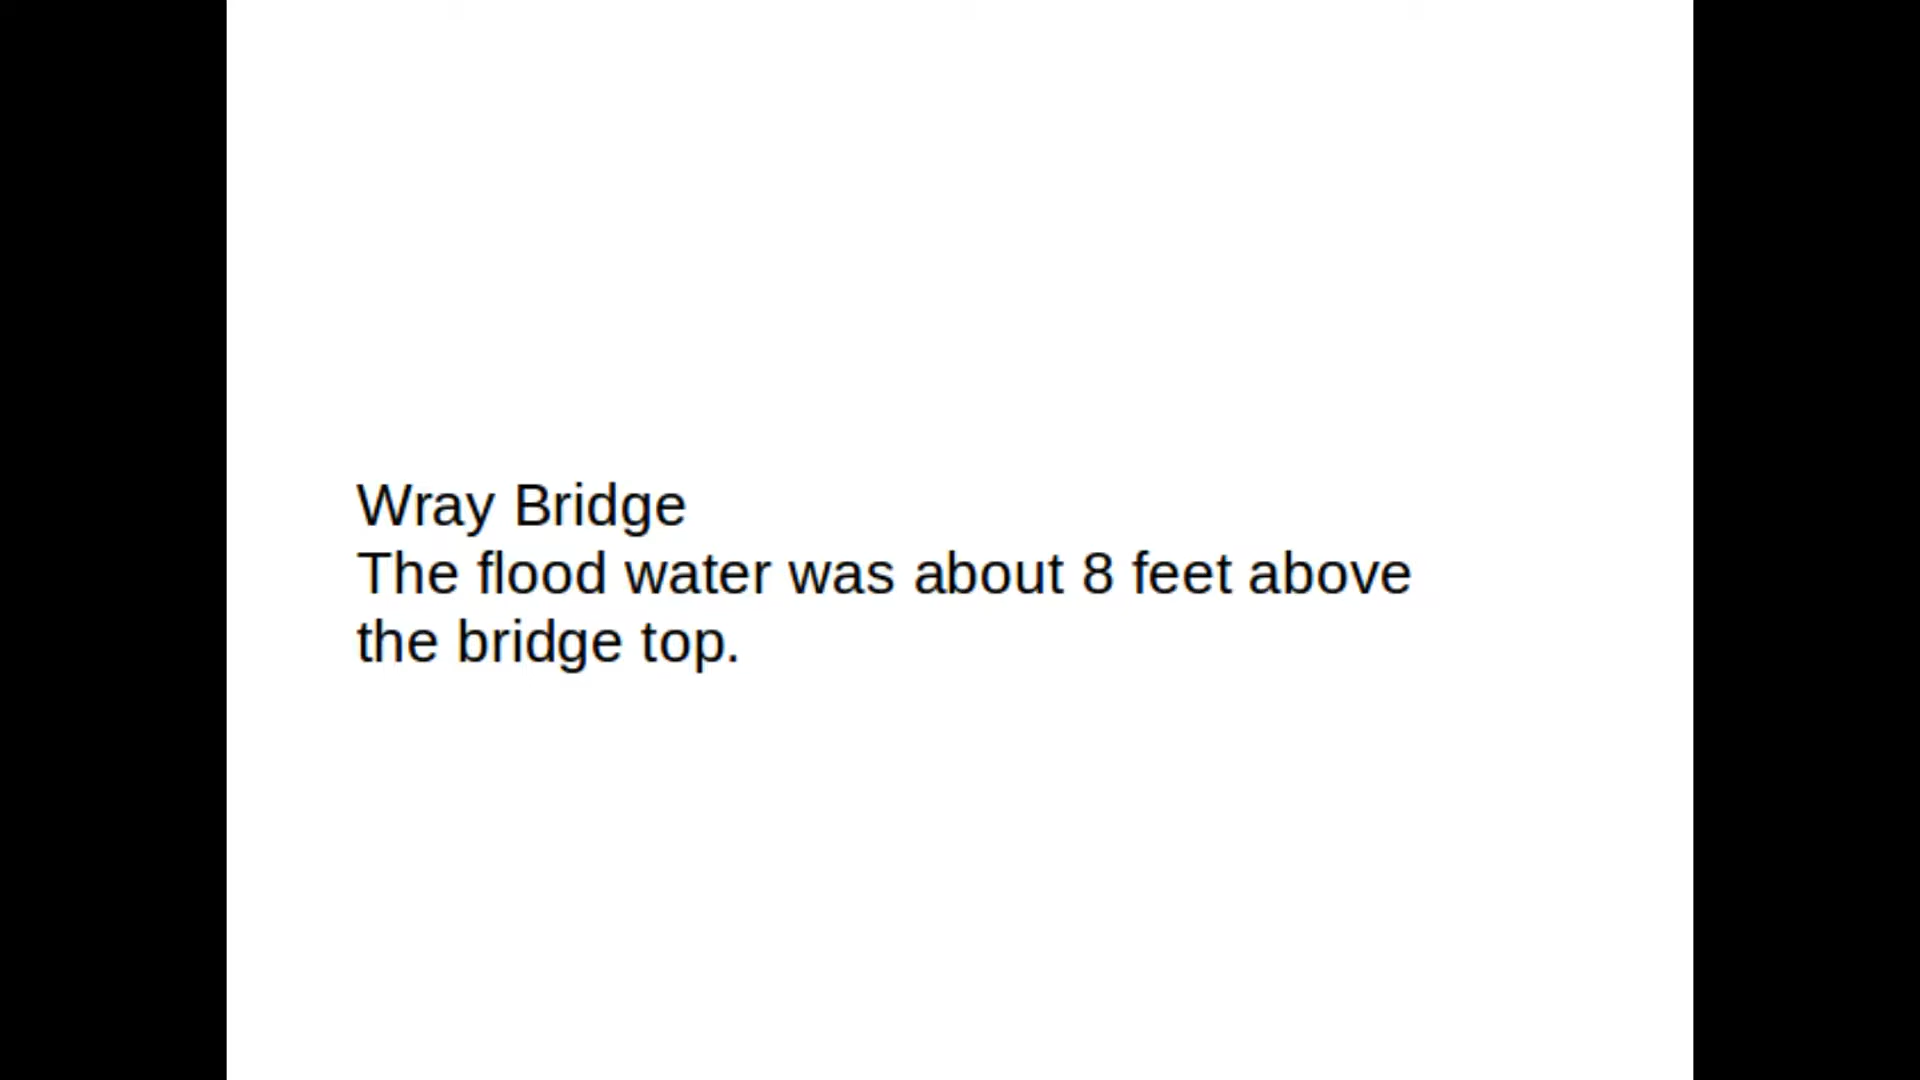 Wray Bridge
The flood water was about 8 feet above
the bridge top.